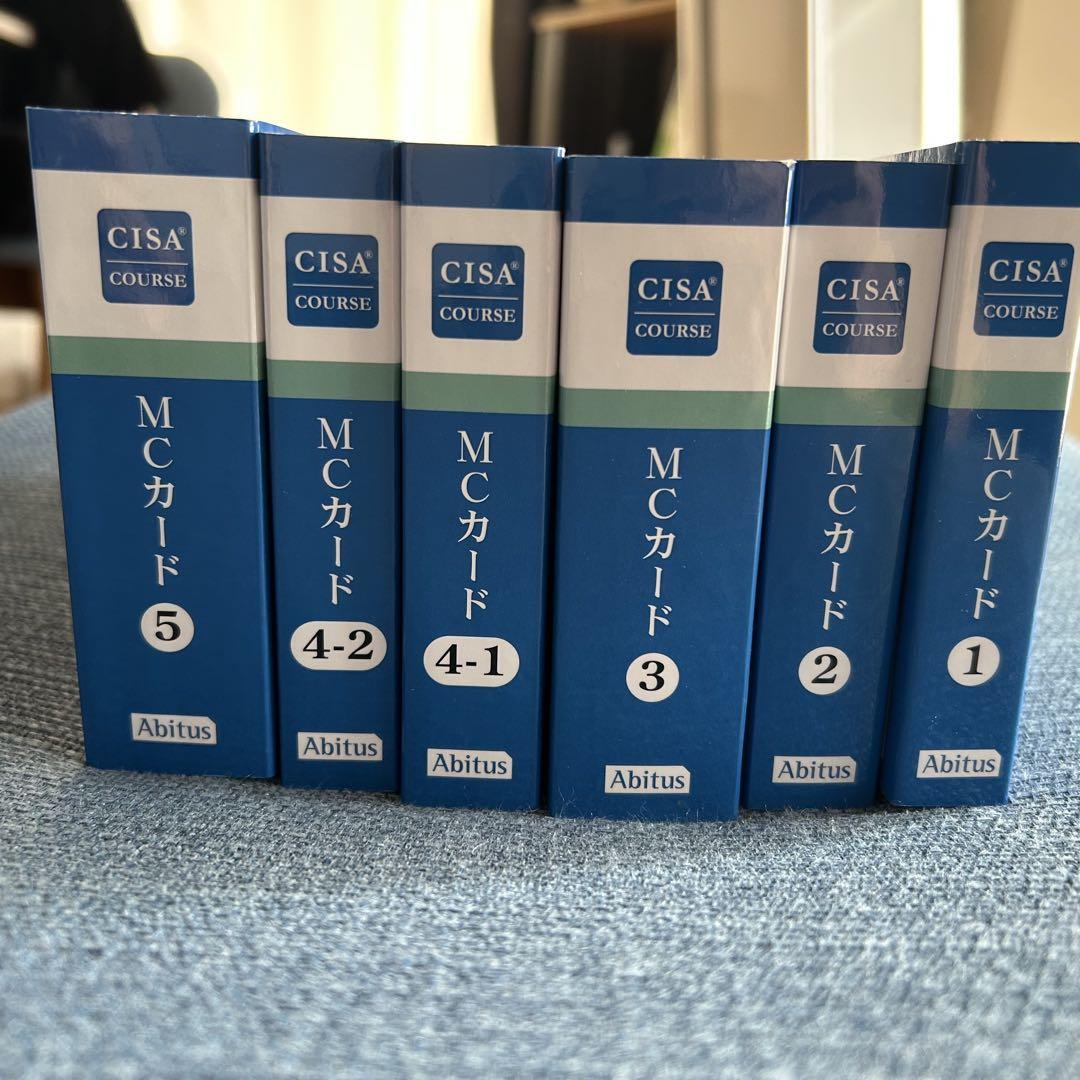 CISA®
COURSE
MCカード
5
Abitus
CISA®
COURSE
MCカード
4-2
Abitus
CISA®
COURSE
MCカード
4-1
Abitus
CISA®
COURSE
MCカード
3
Abitus
CISA®
COURSE
MCカード
2
Abitus
CISA®
COURSE
MCカード
1
Abitus